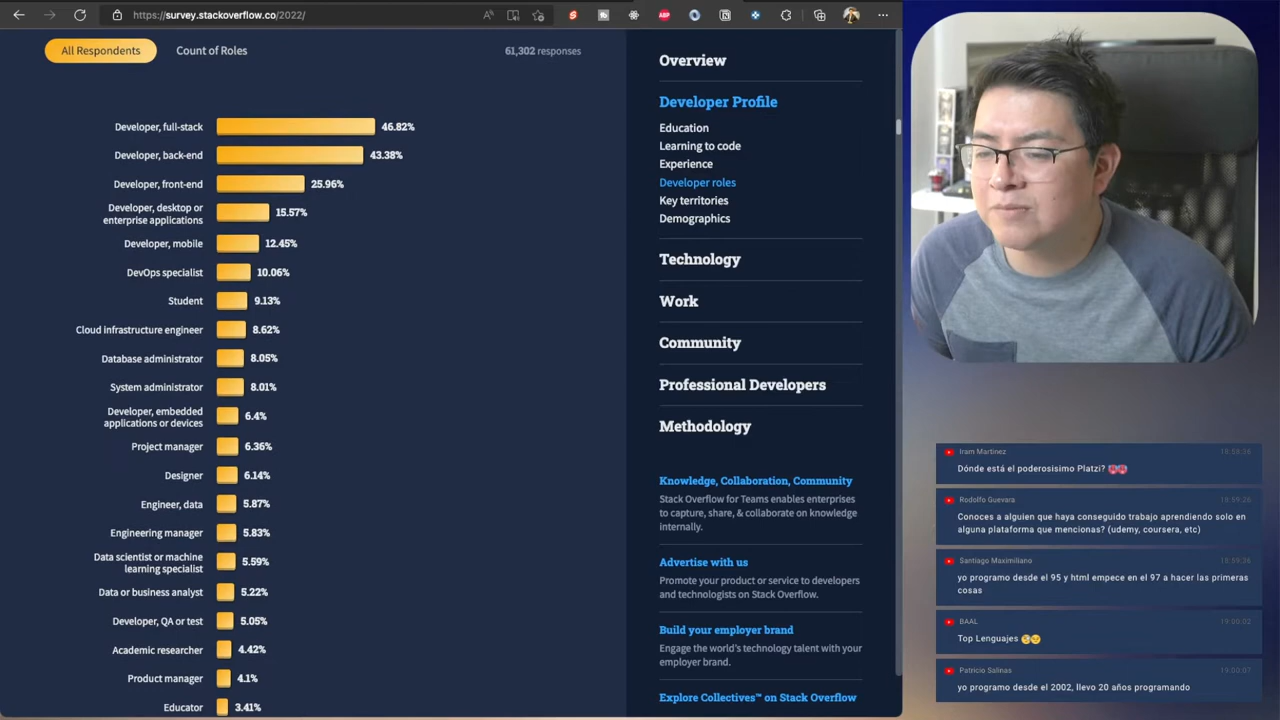 https://survey.stackoverflow.co/2022/
All Respondents
Count of Roles
61,302 responses
Developer, full-stack
46.82%
Developer, back-end
43.38%
Developer, front-end
25.96%
Developer, desktop or
enterprise applications
15.57%
Developer, mobile
12.45%
DevOps specialist
10.06%
Student
9.13%
Cloud infrastructure engineer
8.62%
Database administrator
8.05%
System administrator
8.01%
Developer, embedded
applications or devices
6.4%
Project manager
6.36%
Designer
6.14%
Engineer, data
5.87%
Engineering manager
5.83%
Data scientist or machine
learning specialist
5.59%
Data or business analyst
5.22%
Developer, QA or test
5.05%
Academic researcher
4.42%
Product manager
4.1%
Educator
3.41%
Overview
Developer Profile
Education
Learning to code
Experience
Developer roles
Key territories
Demographics
Technology
Work
Community
Professional Developers
Methodology
Knowledge, Collaboration, Community
Stack Overflow for Teams enables enterprises
to capture, share, & collaborate on knowledge
internally.
Advertise with us
Promote your product or service to developers
and technologists on Stack Overflow.
Build your employer brand
Engage the world's technology talent with your
employer brand.
Explore Collectives™ on Stack Overflow
Iram Martinez
18:58:36
Dónde está el poderosisimo Platzi?
Rodolfo Guevara
Conoces a alguien que haya conseguido trabajo aprendiendo solo en
alguna plataforma que mencionas? (udemy, coursera, etc)
Santiago Maximiliano
yo programo desde el 95 y html empece en el 97 a hacer las primeras
cosas
BAAL
19:00:02
Top Lenguajes
Patricio Salinas
19:00:07
yo programo desde el 2002, llevo 20 años programando